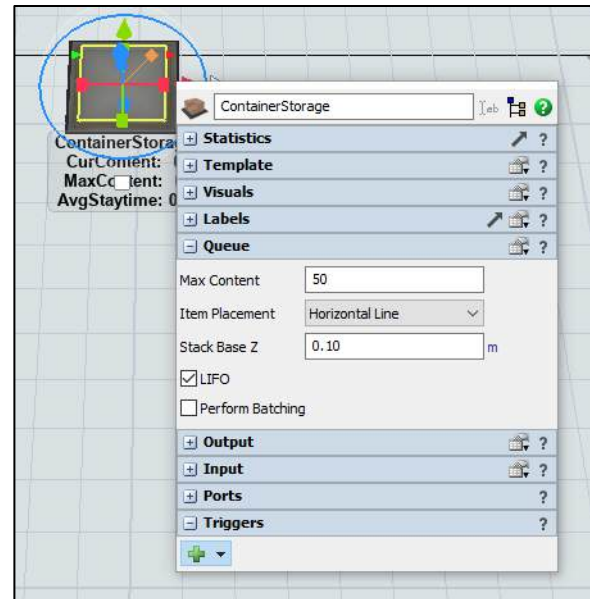 ContainerStorage
Statistics
?
Template
?
Visuals
?
Labels
?
Queue
?
Max Content
50
Item Placement
Horizontal Line
Stack Base Z
0.10
m
LIFO
Perform Batching
Output
?
Input
?
Ports
?
Triggers
?
CurContent:
AvgStaytime: